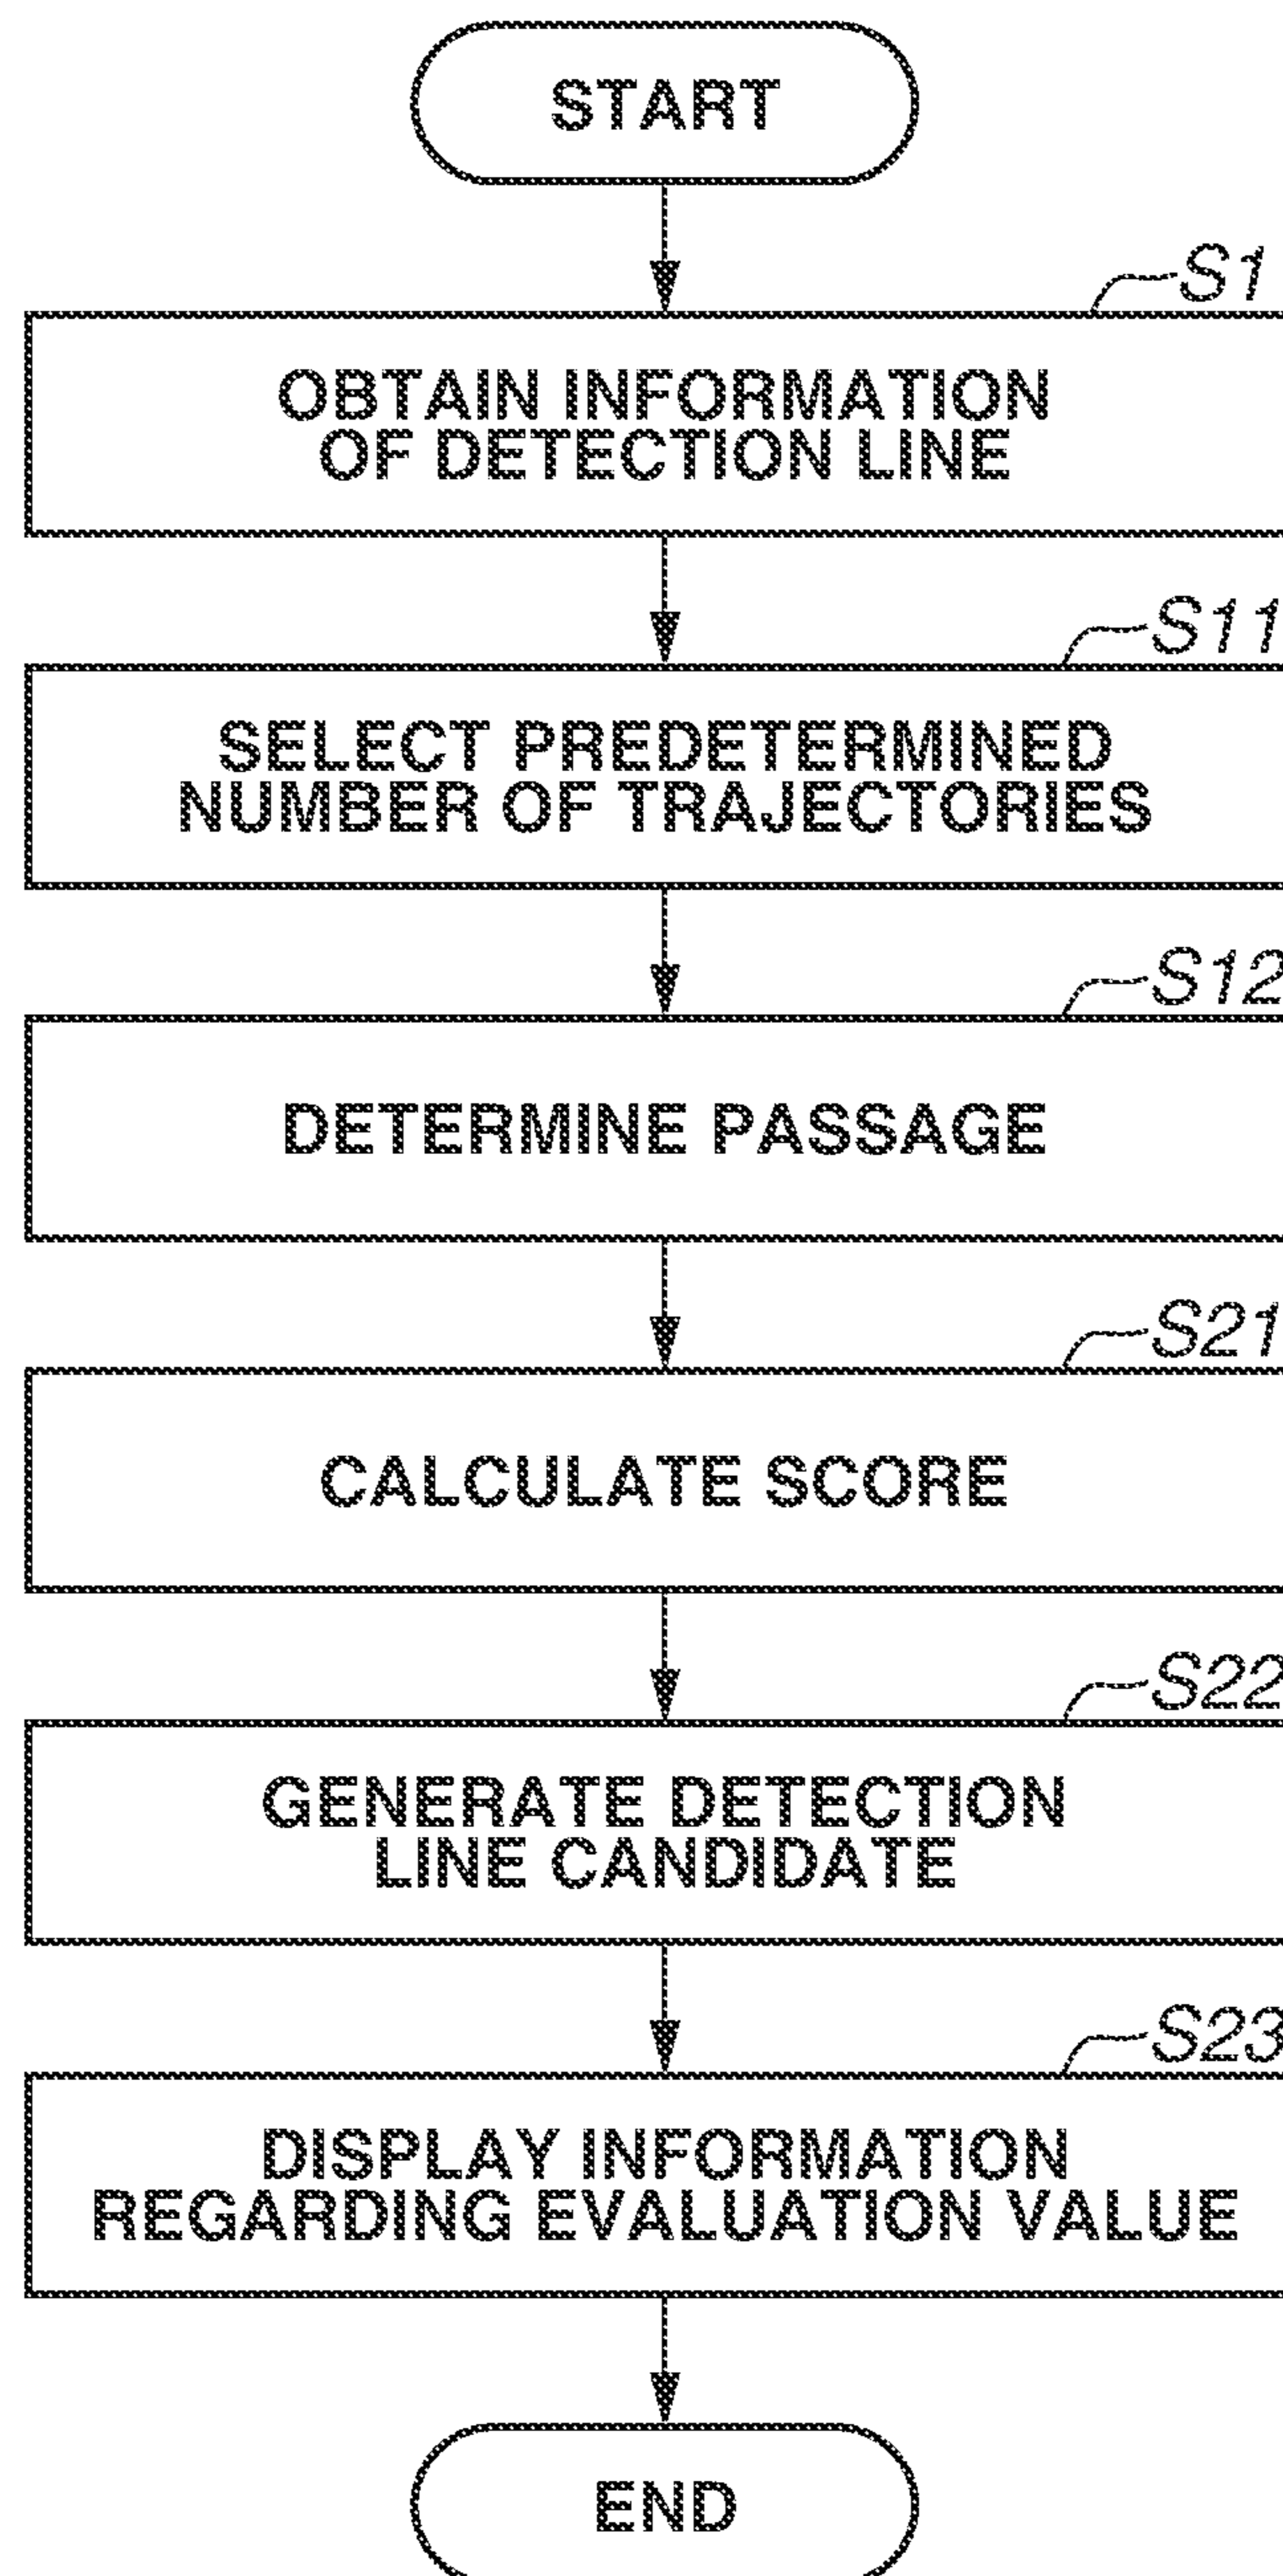 START
S1
OBTAIN INFORMATION
OF DETECTION LINE
S11
SELECT PREDETERMINED
NUMBER OF TRAJECTORIES
S12
DETERMINE PASSAGE
S21
CALCULATE SCORE
S22
GENERATE DETECTION
LINE CANDIDATE
S23
DISPLAY INFORMATION
REGARDING EVALUATION VALUE
END